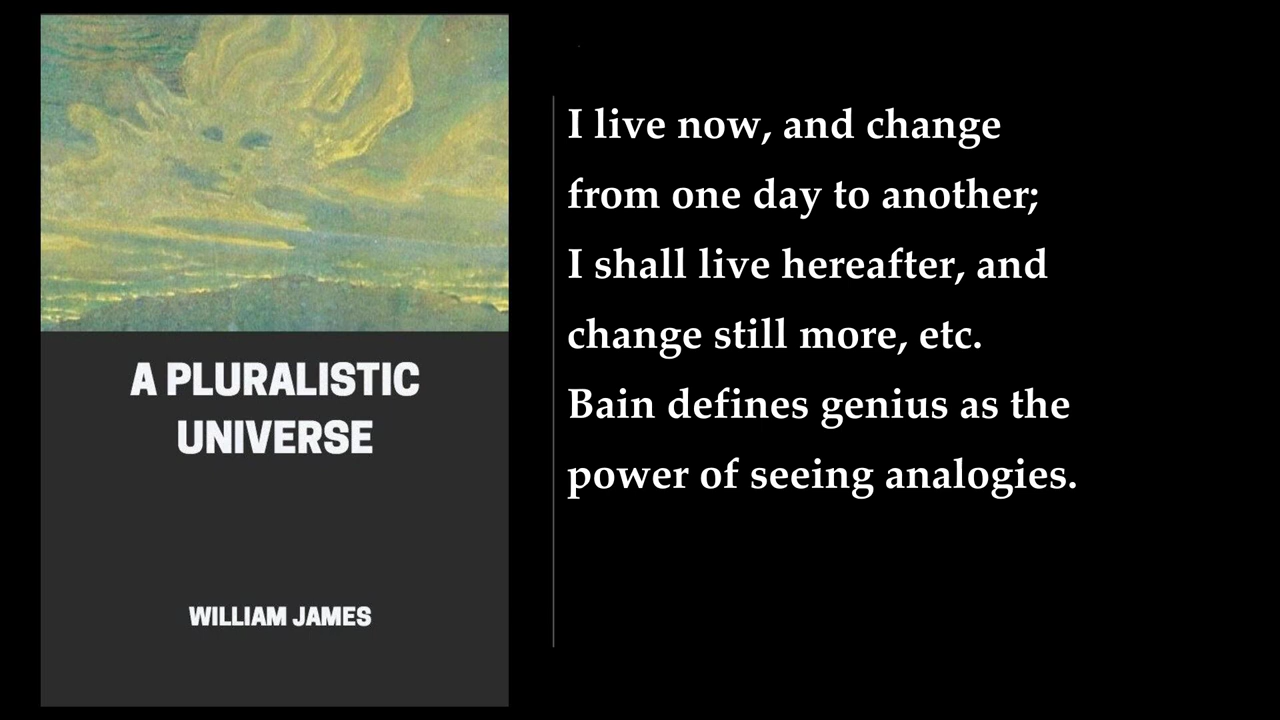 A PLURALISTIC
UNIVERSE
WILLIAM JAMES
I live now, and change
from one day to another;
I shall live hereafter, and
change still more, etc.
Bain defines genius as the
power of seeing analogies.